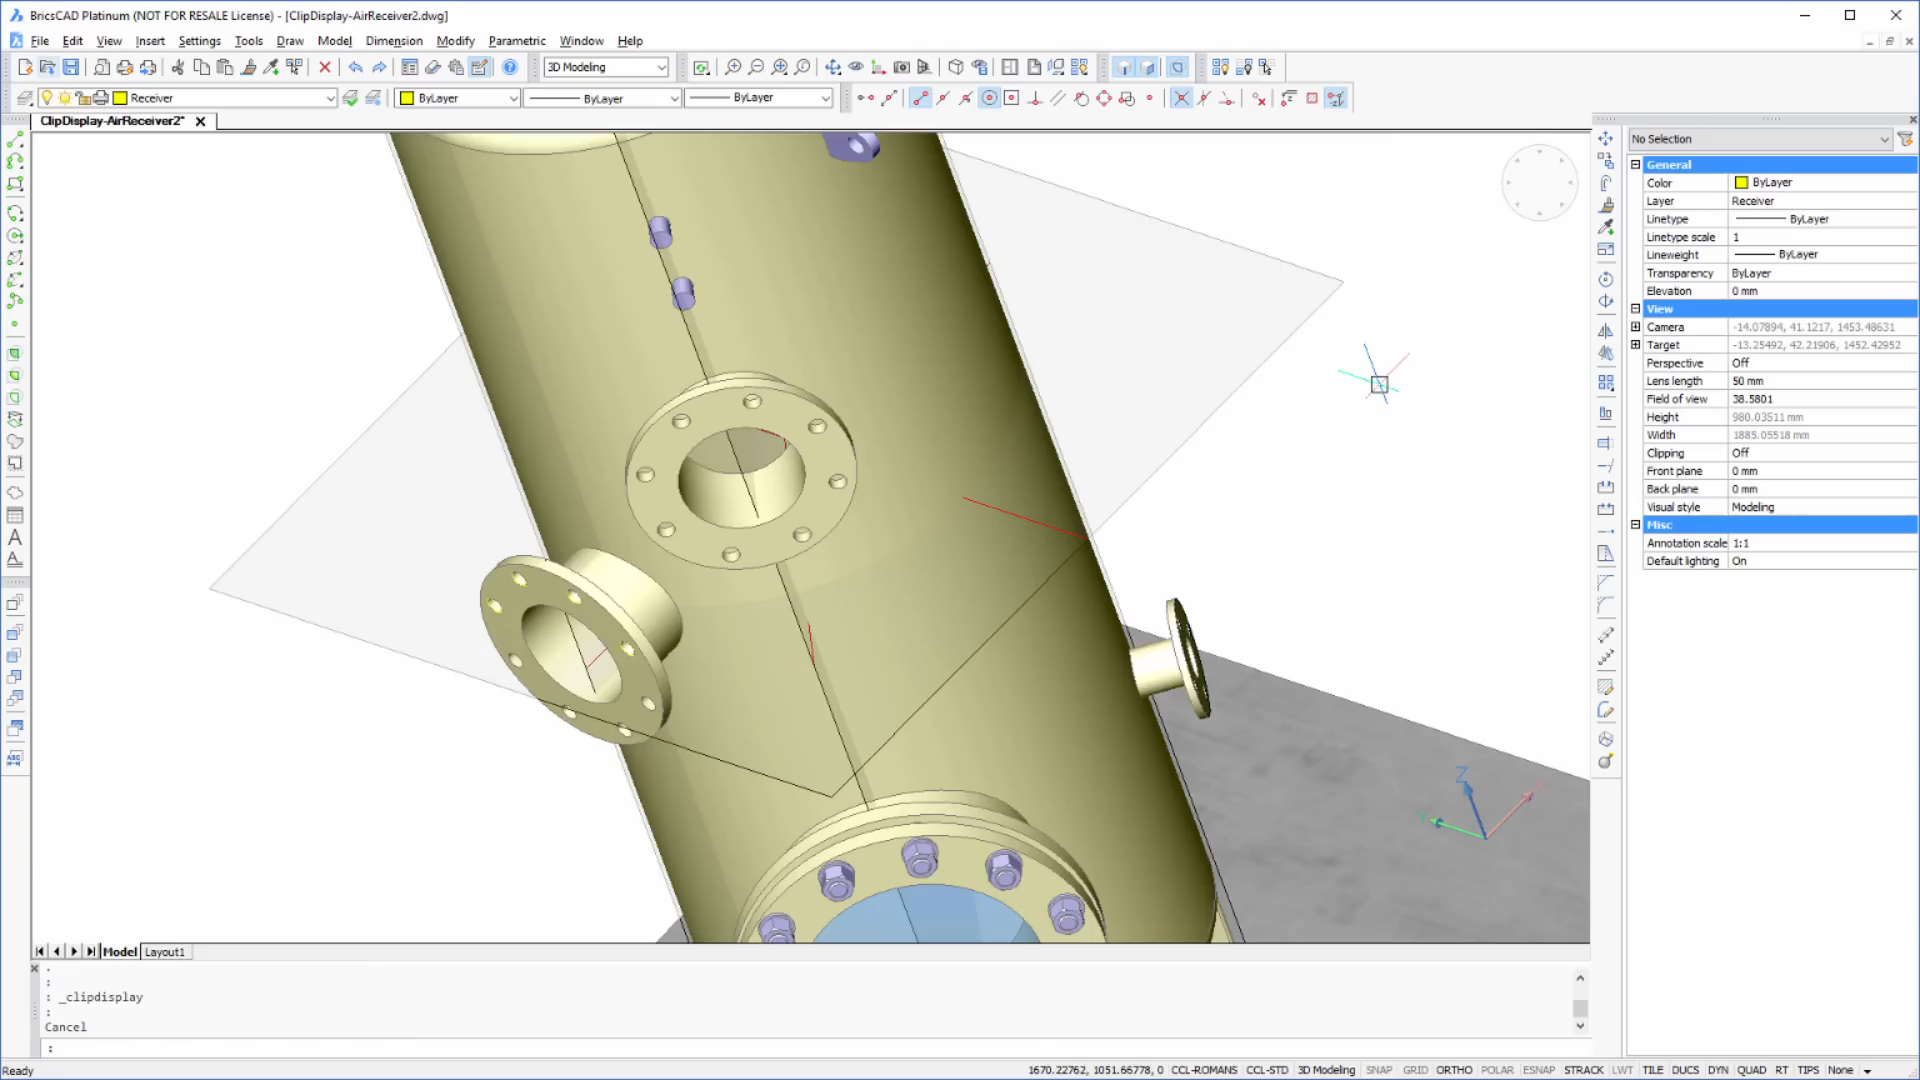 BricsCAD Platinum (NOT FOR RESALE License) - [ClipDisplay-AirReceiver2.dwg]
File Edit View Insert Settings Tools Draw Model Dimension Modify Parametric Window Help
3D Modeling
Receiver ByLayer ByLayer ByLayer
ClipDisplay-AirReceiver2*
No Selection
General
Color ByLayer
Layer Receiver
Linetype ByLayer
Linetype scale 1
Lineweight ByLayer
Transparency ByLayer
Elevation 0 mm
View
Camera -14.07894, 41.1217, 1453.48631
Target -13.25492, 42.21906, 1452.42952
Perspective Off
Lens length 50 mm
Field of view 38.5801
Height 980.03511 mm
Width 1885.05518 mm
Clipping Off
Front plane 0 mm
Back plane 0 mm
Visual style Modeling
Misc
Annotation scale 1:1
Default lighting On
A
A
ABC
Z
Y
Model Layout1
:
:
: _clipdisplay
:
Cancel
:
Ready 1670.22762, 1051.66778, 0 CCL-ROMANS CCL-STD 3D Modeling SNAP GRID ORTHO POLAR ESNAP STRACK LWT TILE DUCS DYN QUAD RT TIPS None